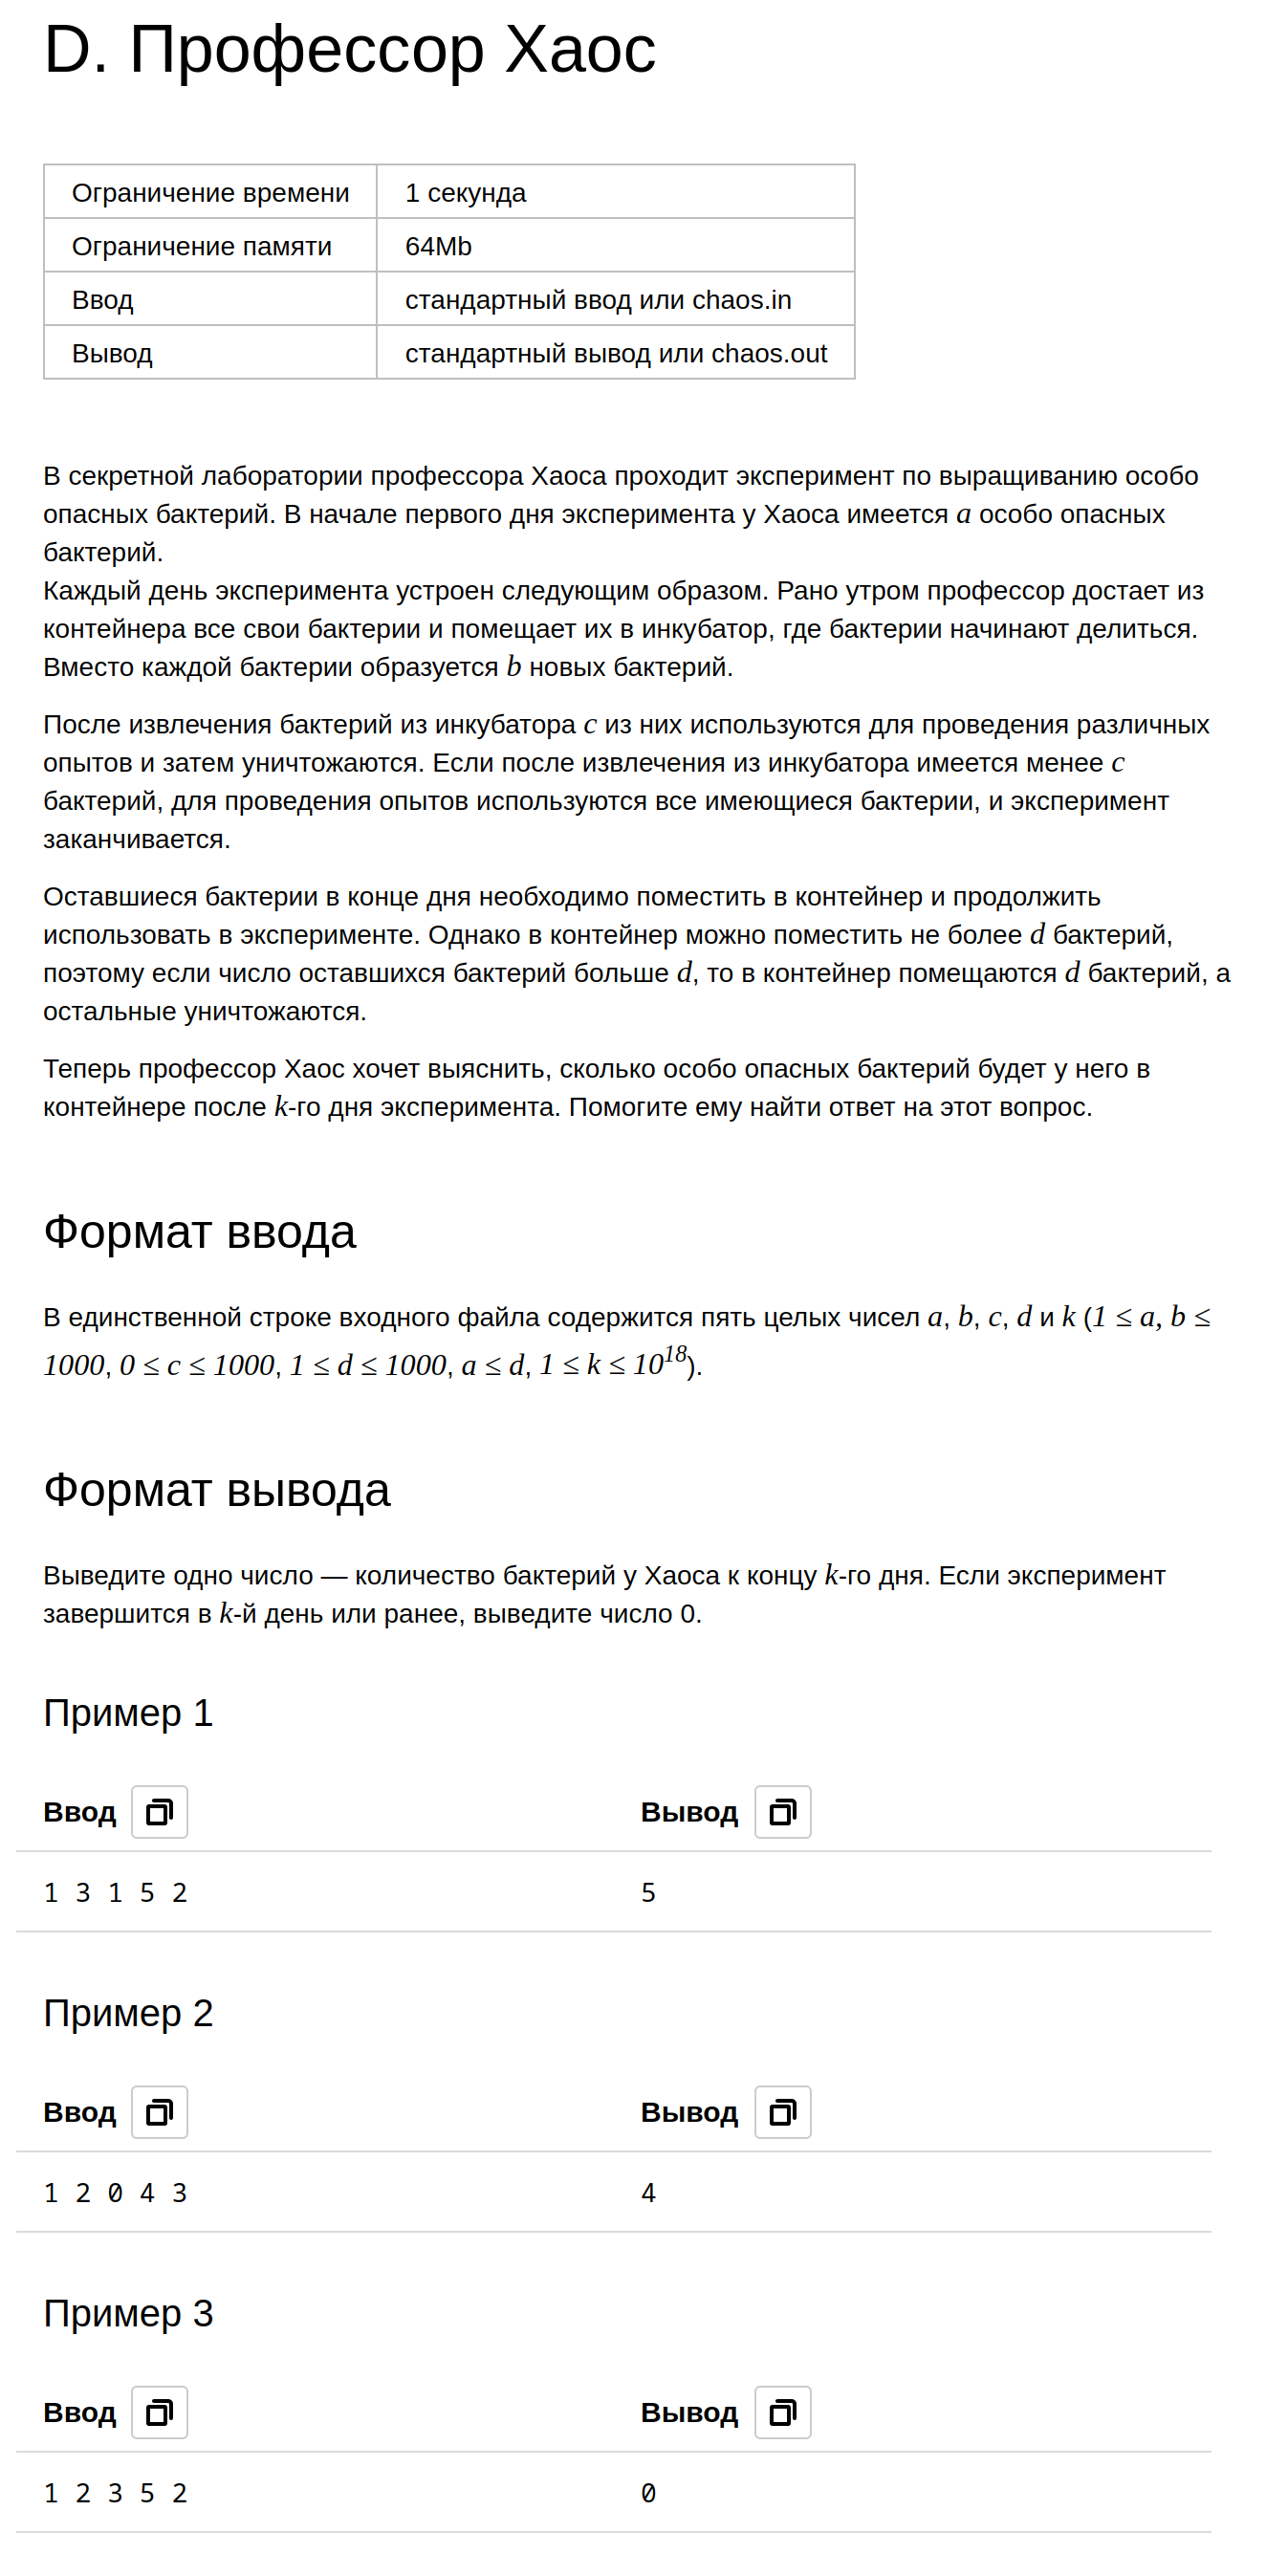 D. Профессор Хаос
Ограничение времени 1 секунда
Ограничение памяти 64Mb
Ввод стандартный ввод или chaos.in
Вывод стандартный вывод или chaos.out
В секретной лаборатории профессора Хаоса проходит эксперимент по выращиванию особо
опасных бактерий. В начале первого дня эксперимента у Хаоса имеется a особо опасных
бактерий.
Каждый день эксперимента устроен следующим образом. Рано утром профессор достает из
контейнера все свои бактерии и помещает их в инкубатор, где бактерии начинают делиться.
Вместо каждой бактерии образуется b новых бактерий.
После извлечения бактерий из инкубатора c из них используются для проведения различных
опытов и затем уничтожаются. Если после извлечения из инкубатора имеется менее c
бактерий, для проведения опытов используются все имеющиеся бактерии, и эксперимент
заканчивается.
Оставшиеся бактерии в конце дня необходимо поместить в контейнер и продолжить
использовать в эксперименте. Однако в контейнер можно поместить не более d бактерий,
поэтому если число оставшихся бактерий больше d, то в контейнер помещаются d бактерий, а
остальные уничтожаются.
Теперь профессор Хаос хочет выяснить, сколько особо опасных бактерий будет у него в
контейнере после k-го дня эксперимента. Помогите ему найти ответ на этот вопрос.
Формат ввода
В единственной строке входного файла содержится пять целых чисел a, b, c, d и k (1 ≤ a, b ≤
1000, 0 ≤ c ≤ 1000, 1 ≤ d ≤ 1000, a ≤ d, 1 ≤ k ≤ 10^18).
Формат вывода
Выведите одно число — количество бактерий у Хаоса к концу k-го дня. Если эксперимент
завершится в k-й день или ранее, выведите число 0.
Пример 1
Ввод Вывод
1 3 1 5 2 5
Пример 2
Ввод Вывод
1 2 0 4 3 4
Пример 3
Ввод Вывод
1 2 3 5 2 0